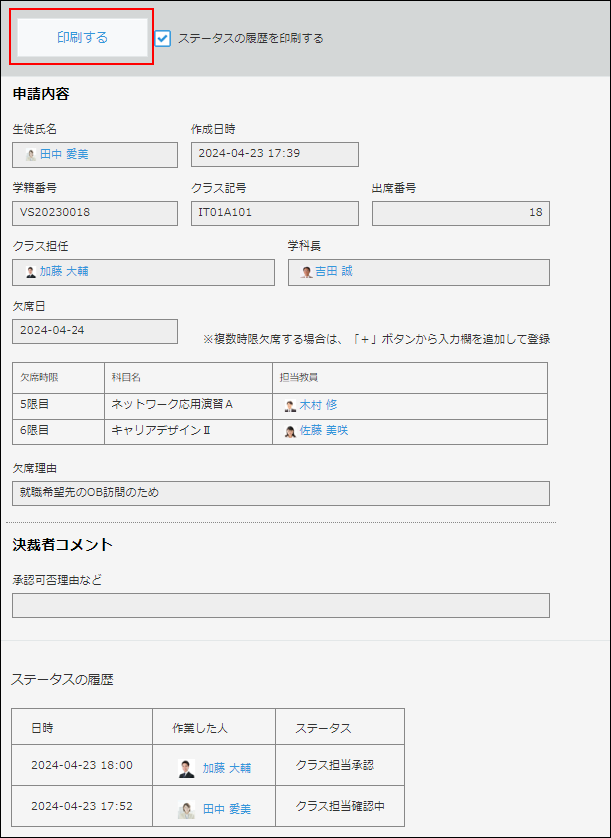 印刷する
ステータスの履歴を印刷する
申請内容
生徒氏名 作成日時
田中 愛美 2024-04-23 17:39
学籍番号 クラス記号 出席番号
VS20230018 IT01A101 18
クラス担任 学科長
加藤 大輔 吉田 誠
欠席日
2024-04-24
※複数時限欠席する場合は、「＋」ボタンから入力欄を追加して登録
欠席時限 科目名 担当教員
5限目 ネットワーク応用演習Ａ 木村 修
6限目 キャリアデザインⅡ 佐藤 美咲
欠席理由
就職希望先のOB訪問のため
決裁者コメント
承認可否理由など
ステータスの履歴
日時 作業した人 ステータス
2024-04-23 18:00 加藤 大輔 クラス担当承認
2024-04-23 17:52 田中 愛美 クラス担当確認中